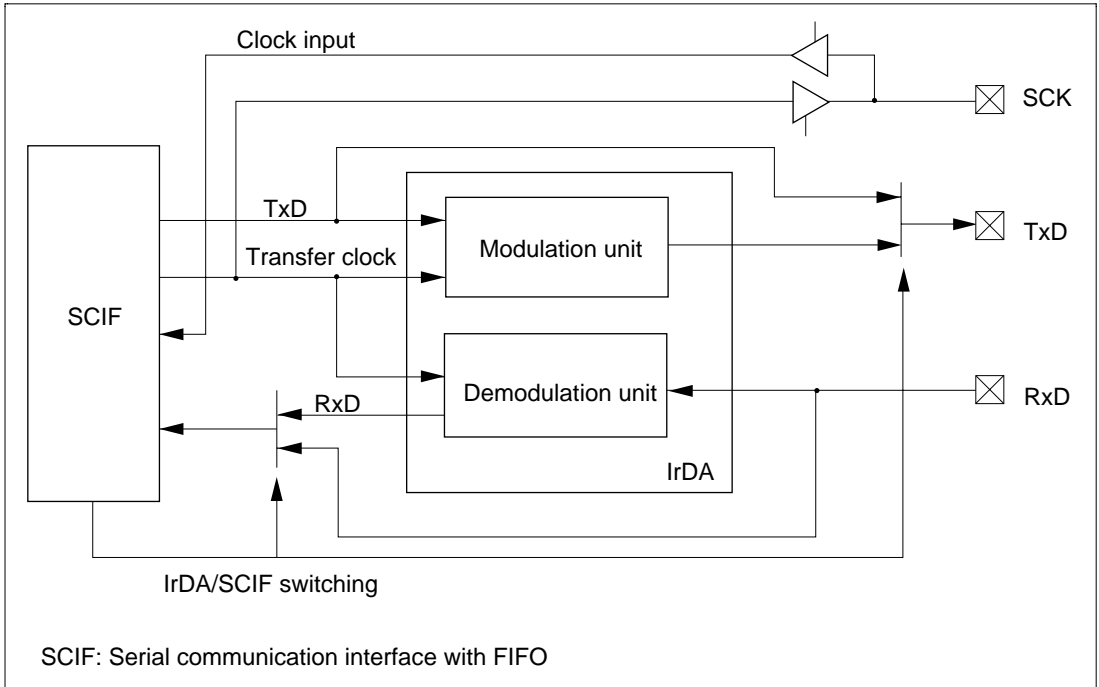 Clock input
SCK
TxD
TxD
Modulation unit
Transfer clock
SCIF
Demodulation unit
RxD
RxD
IrDA
IrDA/SCIF switching
SCIF: Serial communication interface with FIFO